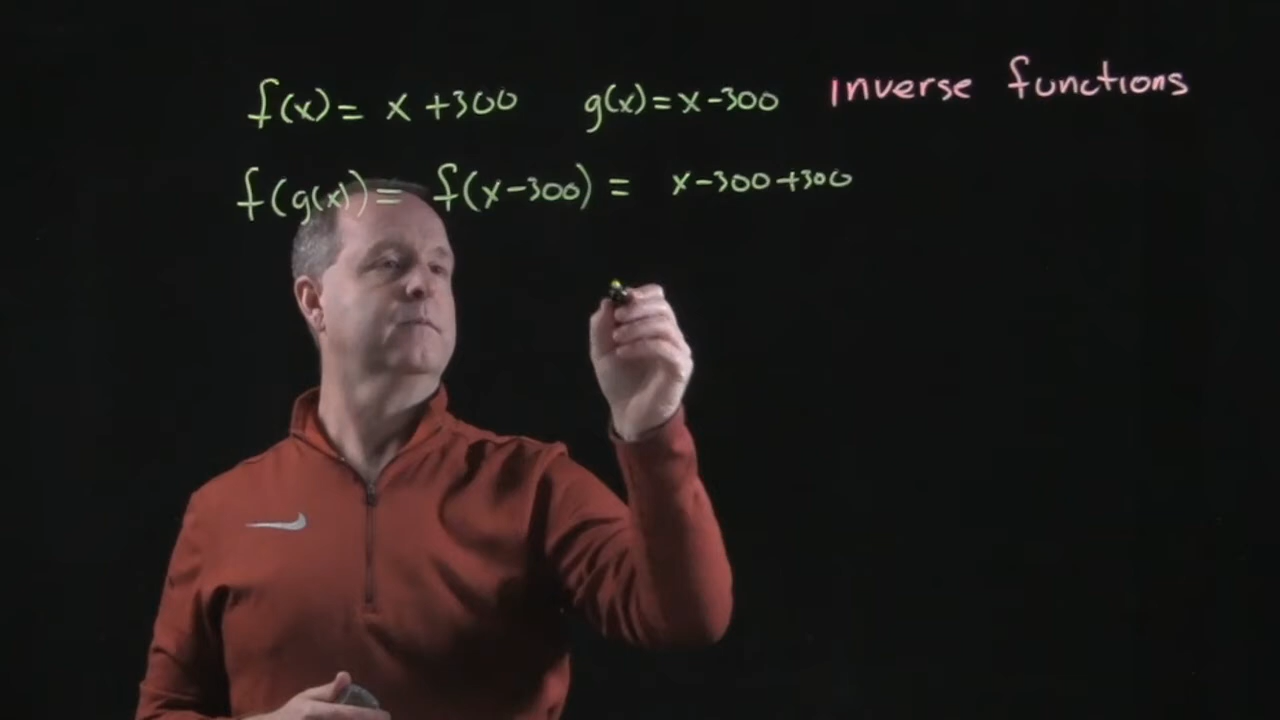 f(x) = x + 300 g(x) = x - 300 inverse functions
f(g(x)) = f(x - 300) = x - 300 + 300